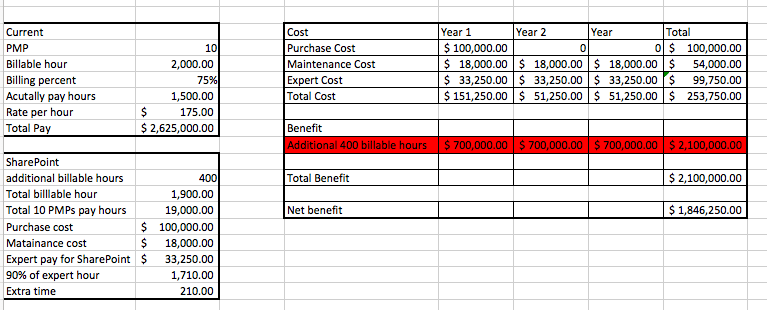 Current
PMP 10
Billable hour 2,000.00
Billing percent 75%
Acutally pay hours 1,500.00
Rate per hour $ 175.00
Total Pay $ 2,625,000.00
SharePoint
additional billable hours 400
Total billlable hour 1,900.00
Total 10 PMPs pay hours 19,000.00
Purchase cost $ 100,000.00
Matainance cost $ 18,000.00
Expert pay for SharePoint $ 33,250.00
90% of expert hour 1,710.00
Extra time 210.00
Cost Year 1 Year 2 Year Total
Purchase Cost $ 100,000.00 0 0 $ 100,000.00
Maintenance Cost $ 18,000.00 $ 18,000.00 $ 18,000.00 $ 54,000.00
Expert Cost $ 33,250.00 $ 33,250.00 $ 33,250.00 $ 99,750.00
Total Cost $ 151,250.00 $ 51,250.00 $ 51,250.00 $ 253,750.00
Benefit
Additional 400 billable hours $ 700,000.00 $ 700,000.00 $ 700,000.00 $ 2,100,000.00
Total Benefit $ 2,100,000.00
Net benefit $ 1,846,250.00